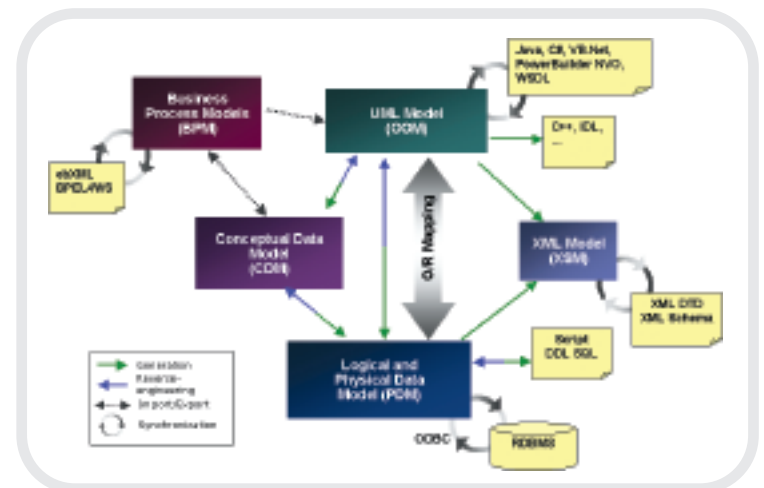 Java, C#, VB.Net,
PowerBuilder NVO,
WSDL
Business
Process Models
(BPM)
UML Model
(OOM)
C++, IDL,
...
ebXML
BPEL4WS
O/R Mapping
Conceptual Data
Model
(CDM)
XML Model
(XSM)
XML DTD
XML Schema
Script
DDL SQL
Logical and
Physical Data
Model (PDM)
Generation
Reverse-
engineering
Import/Export
Synchronization
ODBC
RDBMS